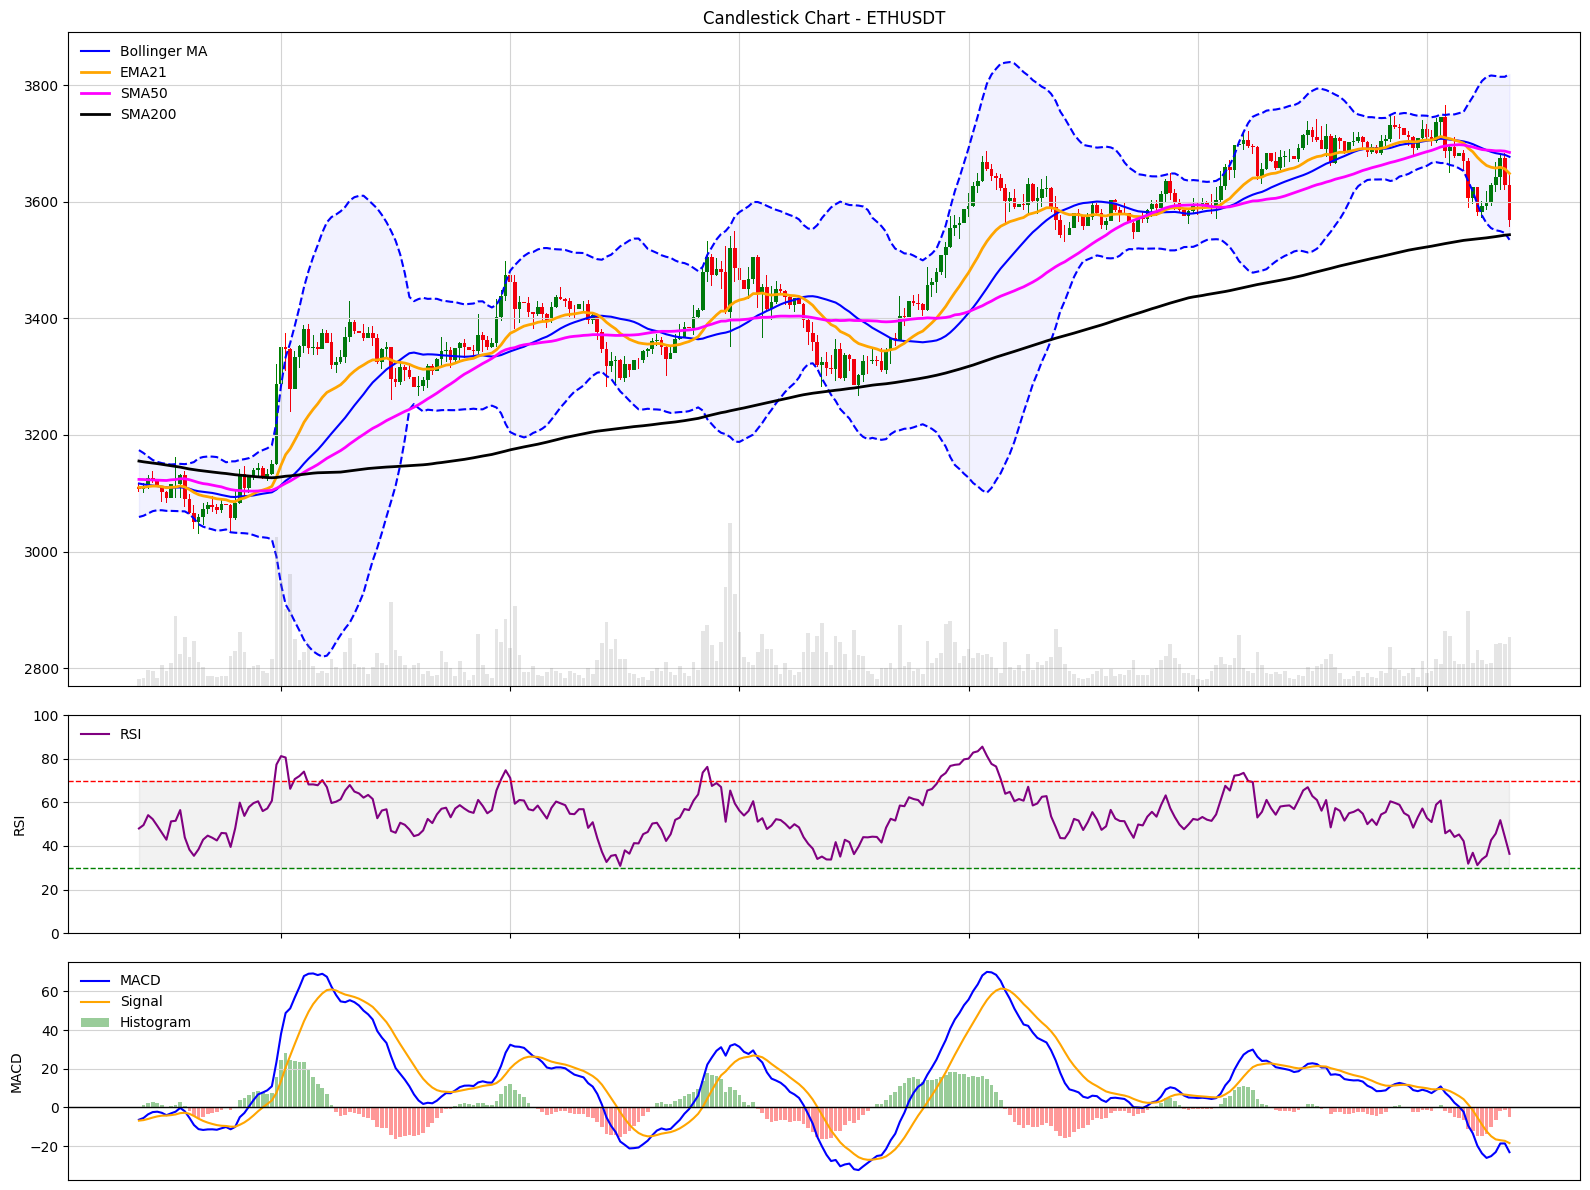 Candlestick Chart - ETHUSDT
Bollinger MA
EMA21
SMA50
SMA200
3800
3600
3400
3200
3000
2800
RSI
100
80
60
40
20
0
RSI
MACD
Signal
Histogram
60
40
20
0
−20
MACD